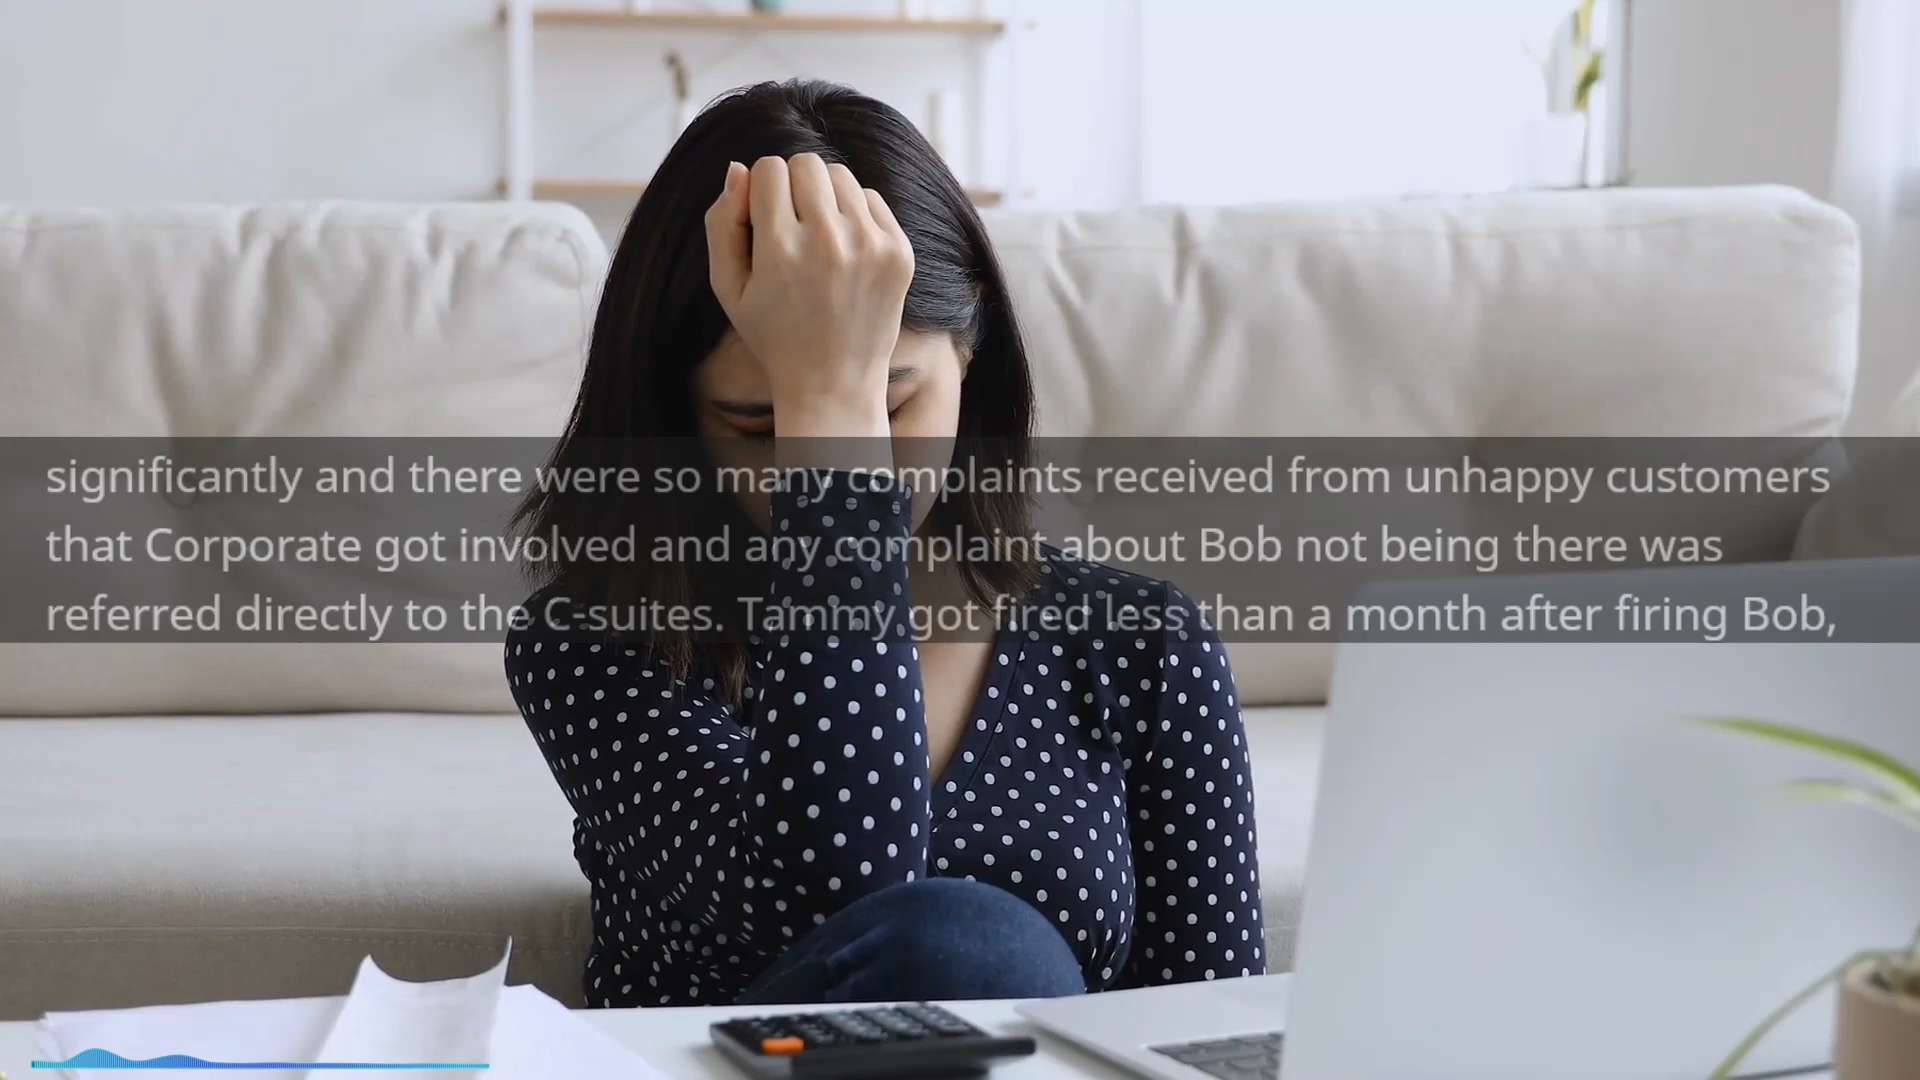 significantly and there were so many complaints received from unhappy customers
that Corporate got involved and any complaint about Bob not being there was
referred directly to the C-suites. Tammy got fired less than a month after firing Bob,